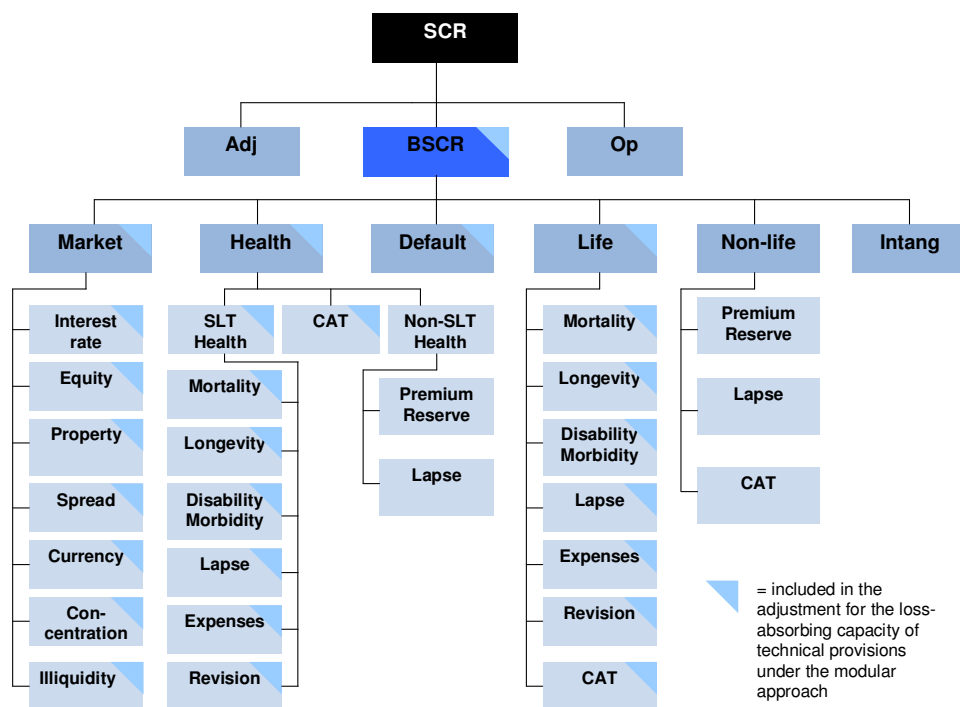 SCR
Adj
BSCR
Op
Market
Health
Default
Life
Non-life
Intang
Interest
rate
Equity
Property
Spread
Currency
Con-
centration
Illiquidity
SLT
Health
CAT
Non-SLT
Health
Mortality
Longevity
Disability
Morbidity
Lapse
Expenses
Revision
Premium
Reserve
Lapse
Mortality
Longevity
Disability
Morbidity
Lapse
Expenses
Revision
CAT
Premium
Reserve
Lapse
CAT
= included in the
adjustment for the loss-
absorbing capacity of
technical provisions
under the modular
approach